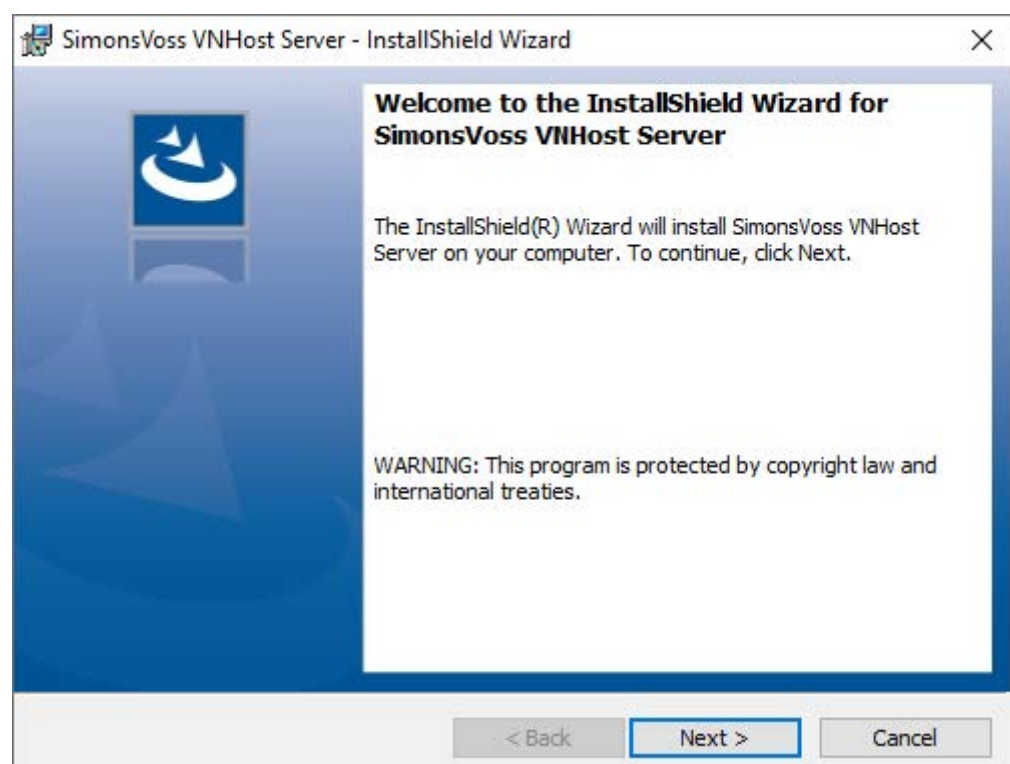 SimonsVoss VNHost Server - InstallShield Wizard
Welcome to the InstallShield Wizard for
SimonsVoss VNHost Server
The InstallShield(R) Wizard will install SimonsVoss VNHost
Server on your computer. To continue, click Next.
WARNING: This program is protected by copyright law and
international treaties.
< Back
Next >
Cancel